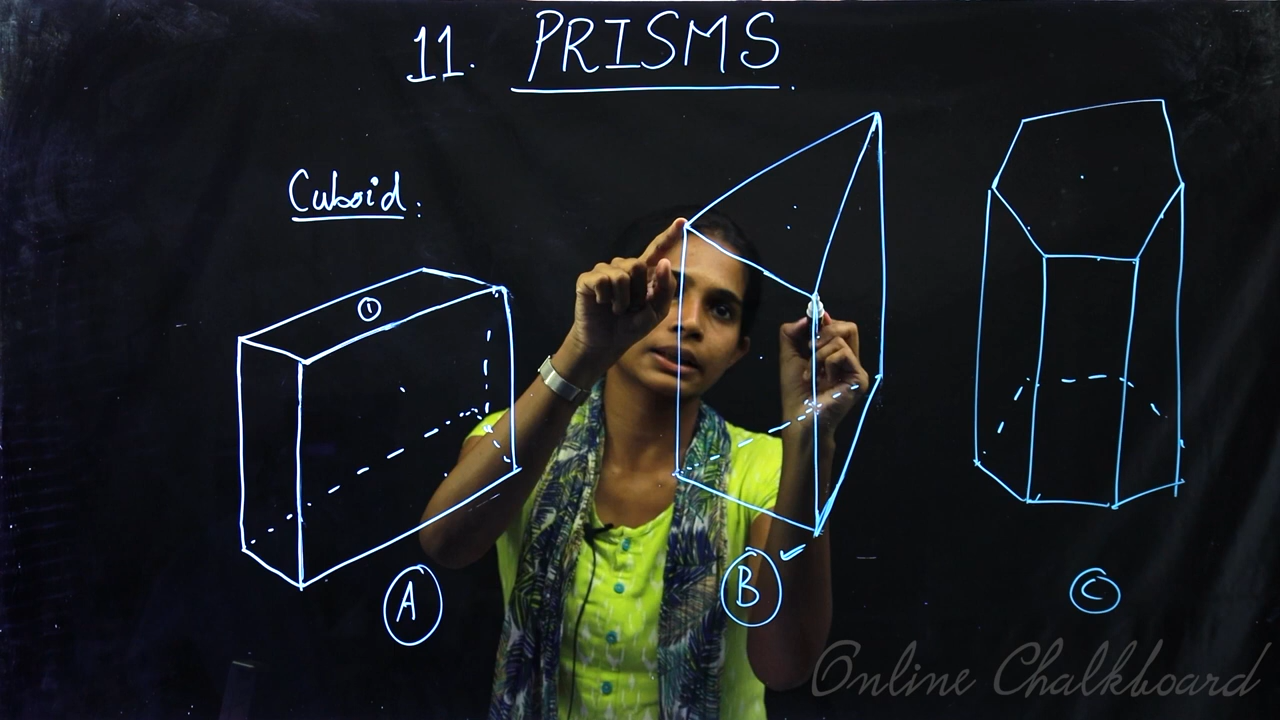 11. PRISMS
Cuboid.
1
A
B ✓
C
Online Chalkboard